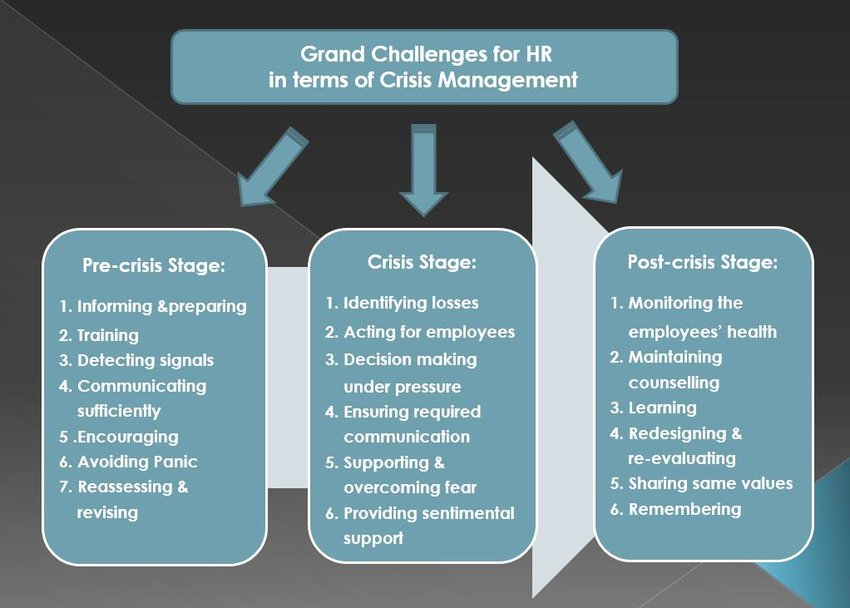 Grand Challenges for HR
in terms of Crisis Management
Pre-crisis Stage:
1. Informing &preparing
2. Training
3. Detecting signals
4. Communicating
sufficiently
5 .Encouraging
6. Avoiding Panic
7. Reassessing &
revising
Crisis Stage:
1. Identifying losses
2. Acting for employees
3. Decision making
under pressure
4. Ensuring required
communication
5. Supporting &
overcoming fear
6. Providing sentimental
support
Post-crisis Stage:
1. Monitoring the
employees’ health
2. Maintaining
counselling
3. Learning
4. Redesigning &
re-evaluating
5. Sharing same values
6. Remembering